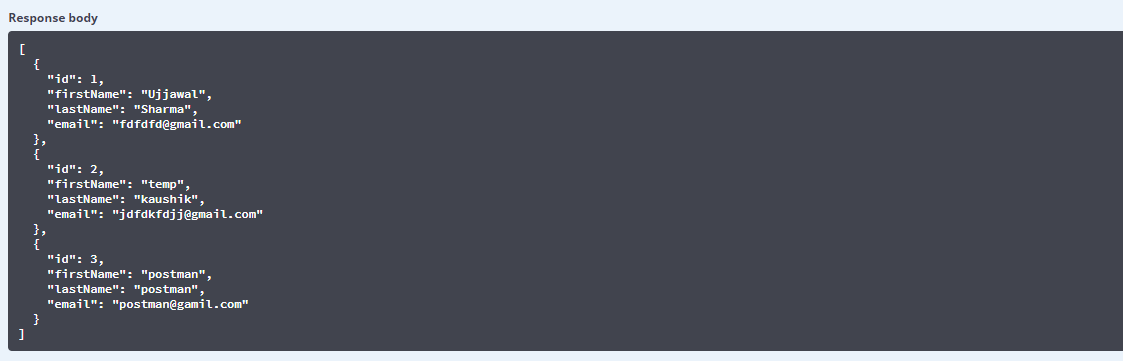 Response body
[
  {
    "id": 1,
    "firstName": "Ujjawal",
    "lastName": "Sharma",
    "email": "fdfdfd@gmail.com"
  },
  {
    "id": 2,
    "firstName": "temp",
    "lastName": "kaushik",
    "email": "jdfdkfdjj@gmail.com"
  },
  {
    "id": 3,
    "firstName": "postman",
    "lastName": "postman",
    "email": "postman@gamil.com"
  }
]